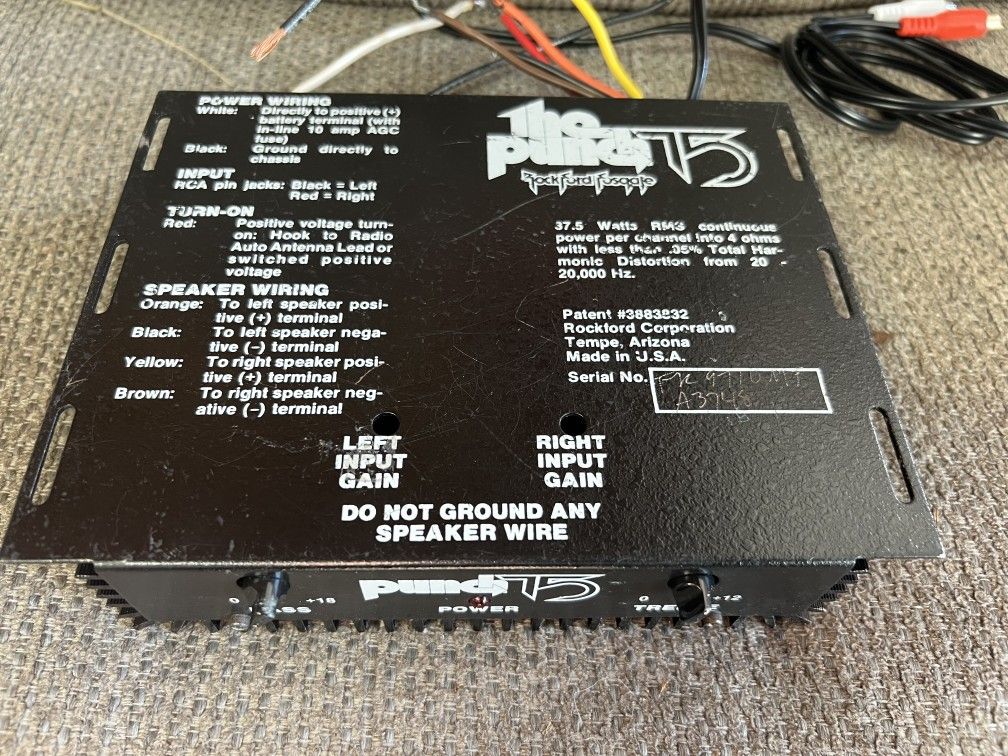 POWER WIRING
White: Directly to positive (+)
battery terminal (with
in-line 10 amp AGC
fuse)
Black: Ground directly to
chassis
INPUT
RCA pin jacks: Black = Left
Red = Right
TURN-ON
Red: Positive voltage turn-
on: Hook to Radio
Auto Antenna Lead or
switched positive
voltage
SPEAKER WIRING
Orange: To left speaker posi-
tive (+) terminal
Black: To left speaker nega-
tive (–) terminal
Yellow: To right speaker posi-
tive (+) terminal
Brown: To right speaker neg-
ative (–) terminal
The
Punch 75
Rockford Fosgate
37.5 Watts RMS continuous
power per channel into 4 ohms
with less than .05% Total Har-
monic Distortion from 20 -
20,000 Hz.
Patent #3883832
Rockford Corporation
Tempe, Arizona
Made in U.S.A.
Serial No.
A3748
LEFT
INPUT
GAIN
RIGHT
INPUT
GAIN
DO NOT GROUND ANY
SPEAKER WIRE
punch 75
0 +18
BASS
POWER
0 +12